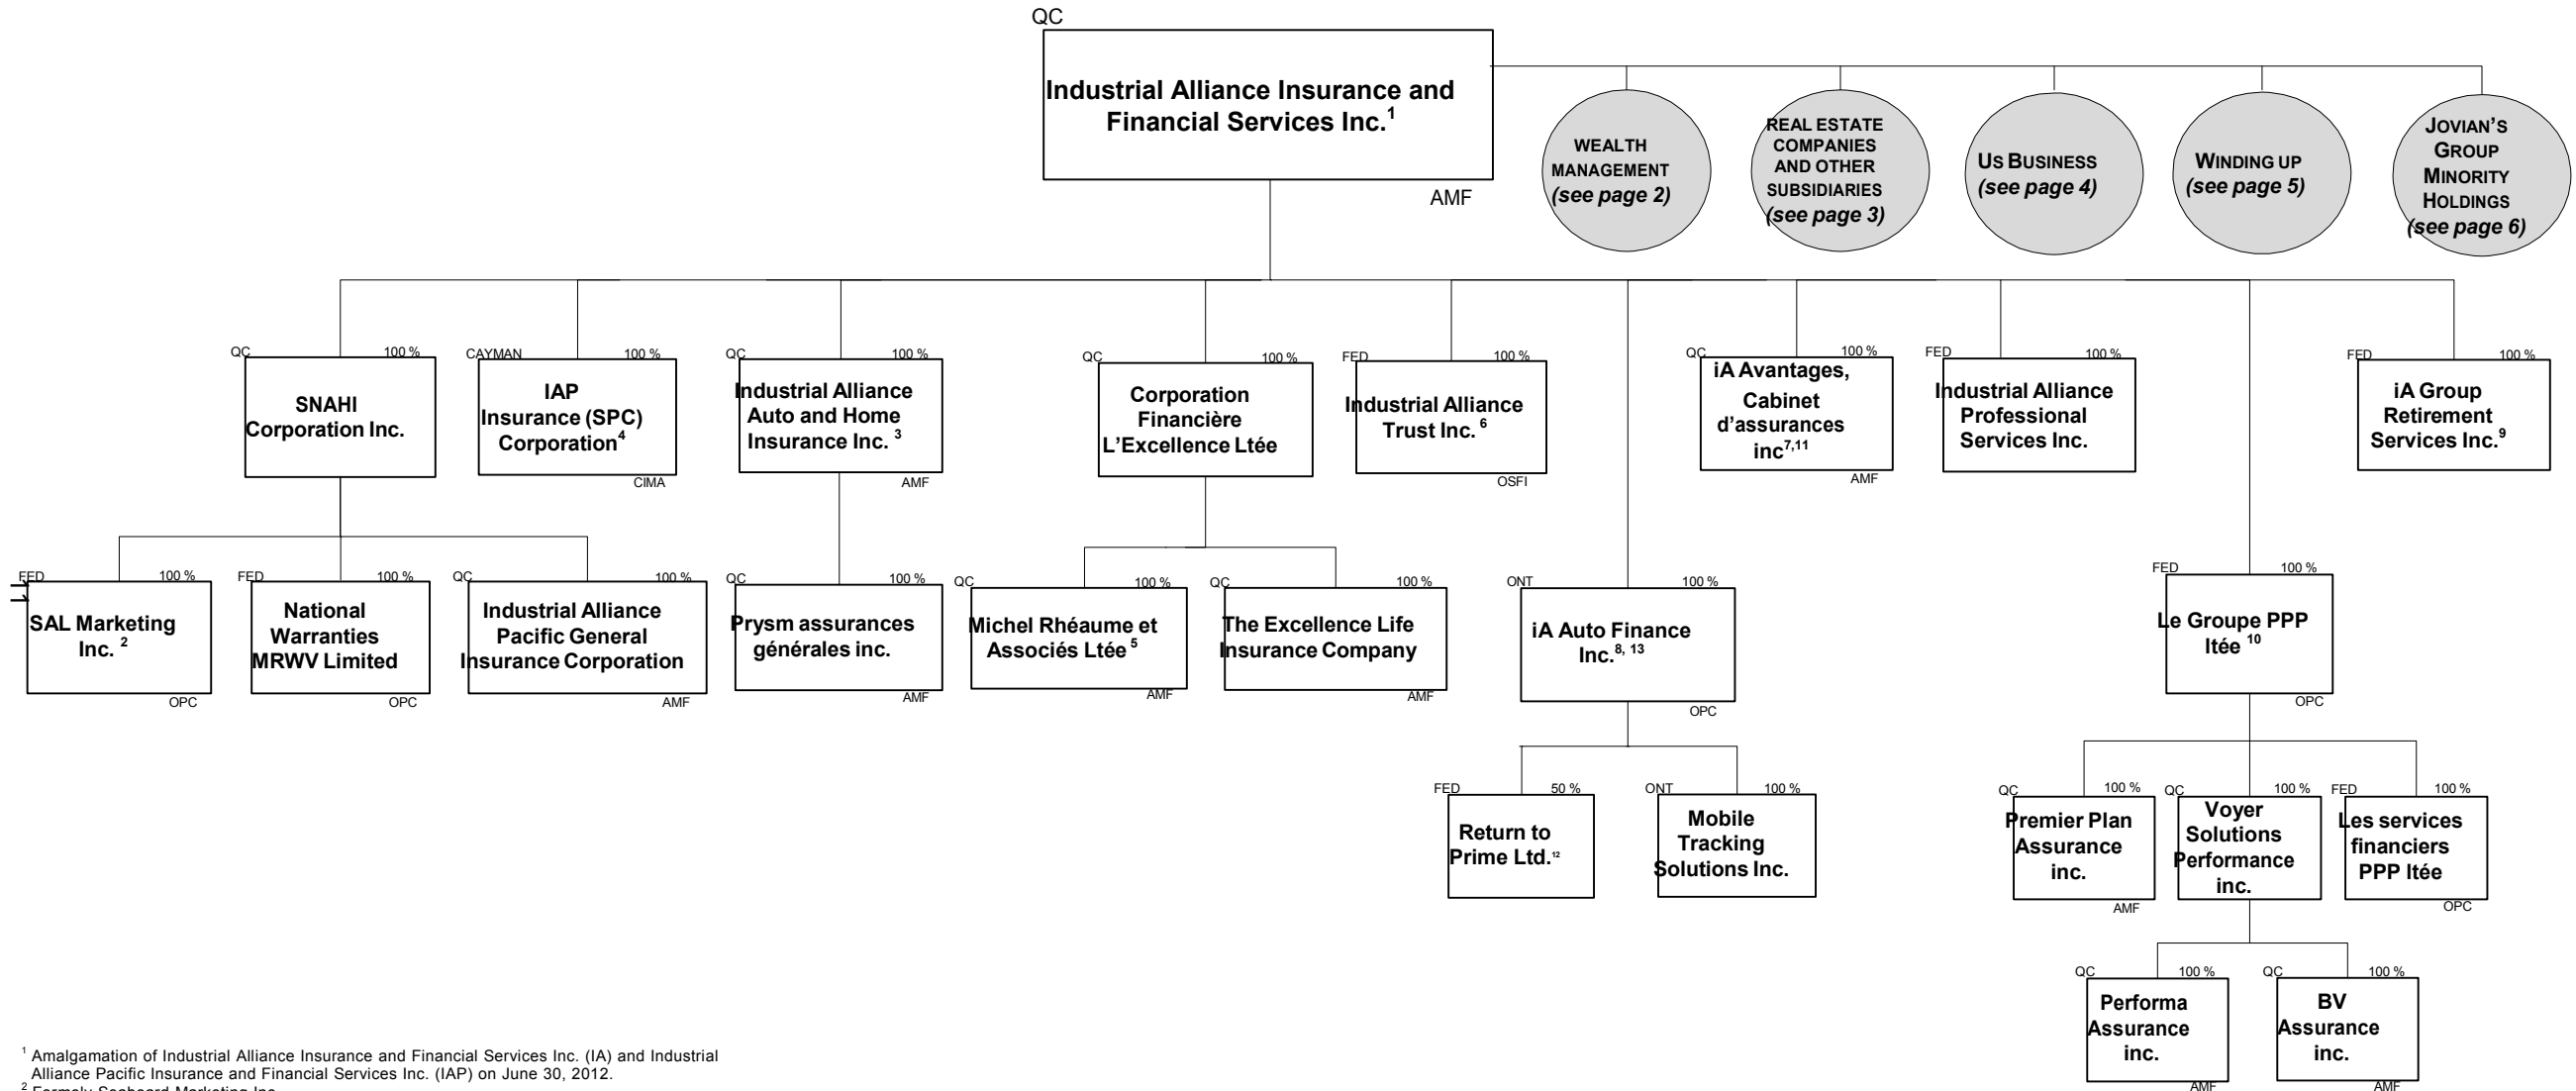 QC
Industrial Alliance Insurance and
Financial Services Inc.1
AMF
WEALTH
MANAGEMENT
(see page 2)
REAL ESTATE
COMPANIES
AND OTHER
SUBSIDIARIES
(see page 3)
US BUSINESS
(see page 4)
WINDING UP
(see page 5)
JOVIAN'S
GROUP
MINORITY
HOLDINGS
(see page 6)
QC 100 %
SNAHI
Corporation Inc.
CAYMAN 100 %
IAP
Insurance (SPC)
Corporation4
CIMA
QC 100 %
Industrial Alliance
Auto and Home
Insurance Inc. 3
AMF
QC 100 %
Corporation
Financière
L'Excellence Ltée
FED 100 %
Industrial Alliance
Trust Inc. 6
OSFI
QC 100 %
iA Avantages,
Cabinet
d'assurances
inc7,11
AMF
FED 100 %
Industrial Alliance
Professional
Services Inc.
FED 100 %
iA Group
Retirement
Services Inc.9
FED 100 %
SAL Marketing
Inc. 2
OPC
FED 100 %
National
Warranties
MRWV Limited
OPC
QC 100 %
Industrial Alliance
Pacific General
Insurance Corporation
AMF
QC 100 %
Prysm assurances
générales inc.
AMF
QC 100 %
Michel Rhéaume et
Associés Ltée 5
AMF
QC 100 %
The Excellence Life
Insurance Company
AMF
ONT 100 %
iA Auto Finance
Inc.8, 13
OPC
FED 100 %
Le Groupe PPP
ltée 10
OPC
FED 50 %
Return to
Prime Ltd.12
ONT 100 %
Mobile
Tracking
Solutions Inc.
QC 100 %
Premier Plan
Assurance
inc.
AMF
QC 100 %
Voyer
Solutions
Performance
inc.
FED 100 %
Les services
financiers
PPP ltée
OPC
QC 100 %
Performa
Assurance
inc.
AMF
QC 100 %
BV
Assurance
inc.
AMF
1 Amalgamation of Industrial Alliance Insurance and Financial Services Inc. (IA) and Industrial
Alliance Pacific Insurance and Financial Services Inc. (IAP) on June 30, 2012.
2 Formely Seaboard Marketing Inc.